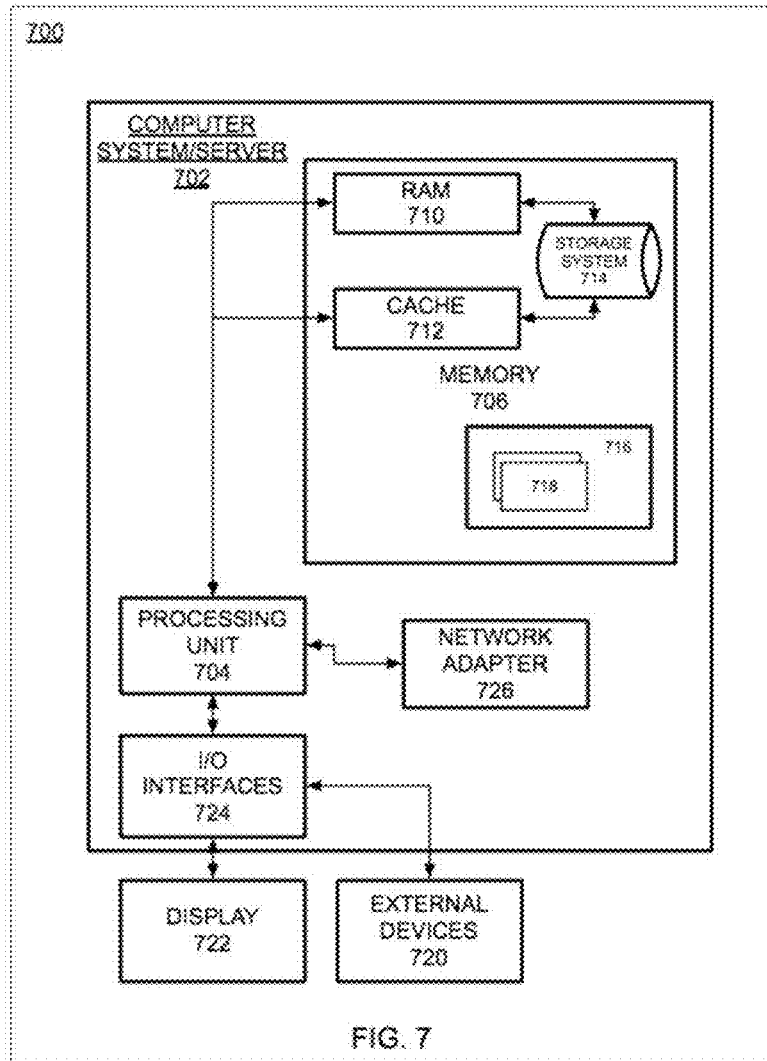 700
COMPUTER
SYSTEM/SERVER
702
RAM
710
STORAGE
SYSTEM
714
CACHE
712
MEMORY
706
716
718
PROCESSING
UNIT
704
NETWORK
ADAPTER
726
I/O
INTERFACES
724
DISPLAY
722
EXTERNAL
DEVICES
720
FIG. 7